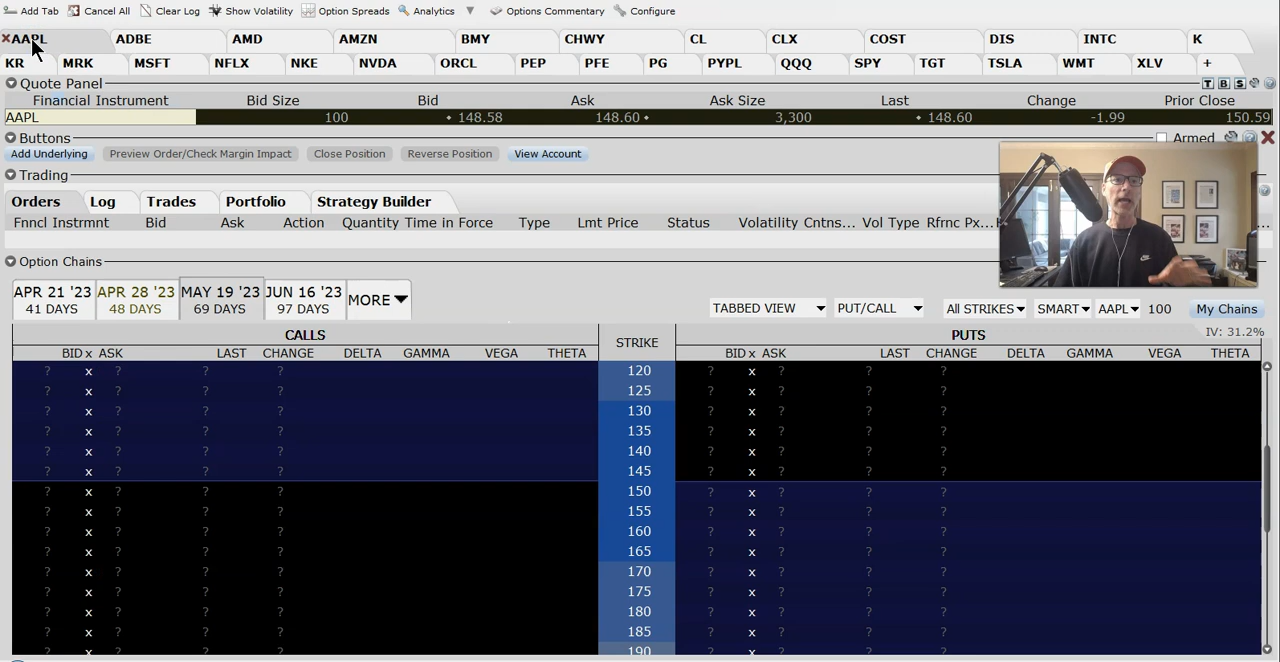 Add Tab Cancel All Clear Log Show Volatility Option Spreads Analytics Options Commentary Configure
AAPL ADBE AMD AMZN BMY CHWY CL CLX COST DIS INTC K
KR MRK MSFT NFLX NKE NVDA ORCL PEP PFE PG PYPL QQQ SPY TGT TSLA WMT XLV +
Quote Panel T B S
Financial Instrument Bid Size Bid Ask Ask Size Last Change Prior Close
AAPL 100 148.58 148.60 3,300 148.60 -1.99 150.59
Buttons Armed
Add Underlying Preview Order/Check Margin Impact Close Position Reverse Position View Account
Trading
Orders Log Trades Portfolio Strategy Builder
Fnncl Instrmnt Bid Ask Action Quantity Time in Force Type Lmt Price Status Volatility Cntns... Vol Type Rfrnc Px...
Option Chains
APR 21 '23 APR 28 '23 MAY 19 '23 JUN 16 '23 MORE
41 DAYS 48 DAYS 69 DAYS 97 DAYS
TABBED VIEW PUT/CALL All STRIKES SMART AAPL 100 My Chains
IV: 31.2%
CALLS STRIKE PUTS
BID x ASK LAST CHANGE DELTA GAMMA VEGA THETA BID x ASK LAST CHANGE DELTA GAMMA VEGA THETA
? x ? ? ? 120 ? x ? ? ?
? x ? ? ? 125 ? x ? ? ?
? x ? ? ? 130 ? x ? ? ?
? x ? ? ? 135 ? x ? ? ?
? x ? ? ? 140 ? x ? ? ?
? x ? ? ? 145 ? x ? ? ?
? x ? ? ? 150 ? x ? ? ?
? x ? ? ? 155 ? x ? ? ?
? x ? ? ? 160 ? x ? ? ?
? x ? ? ? 165 ? x ? ? ?
? x ? ? ? 170 ? x ? ? ?
? x ? ? ? 175 ? x ? ? ?
? x ? ? ? 180 ? x ? ? ?
? x ? ? ? 185 ? x ? ? ?
? x ? ? ? 190 ? x ? ? ?